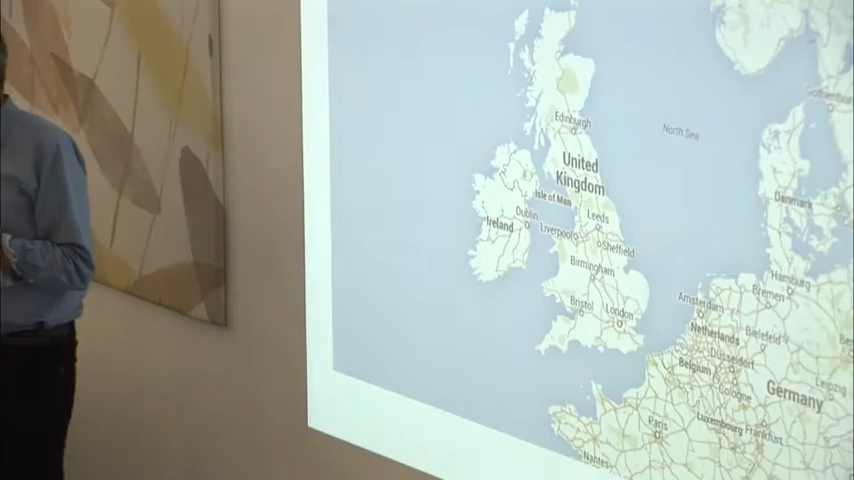 Gothenburg
Edinburgh
North Sea
United
Kingdom
Isle of Man
Denmark
Dublin
Ireland
Leeds
Liverpool
Sheffield
Birmingham
Hamburg
Bremen
Amsterdam
Bristol
London
Netherlands
Bielefeld
Düsseldorf
Belgium
Cologne
Germany
Leipzig
Luxembourg
Frankfurt
Paris
Nantes